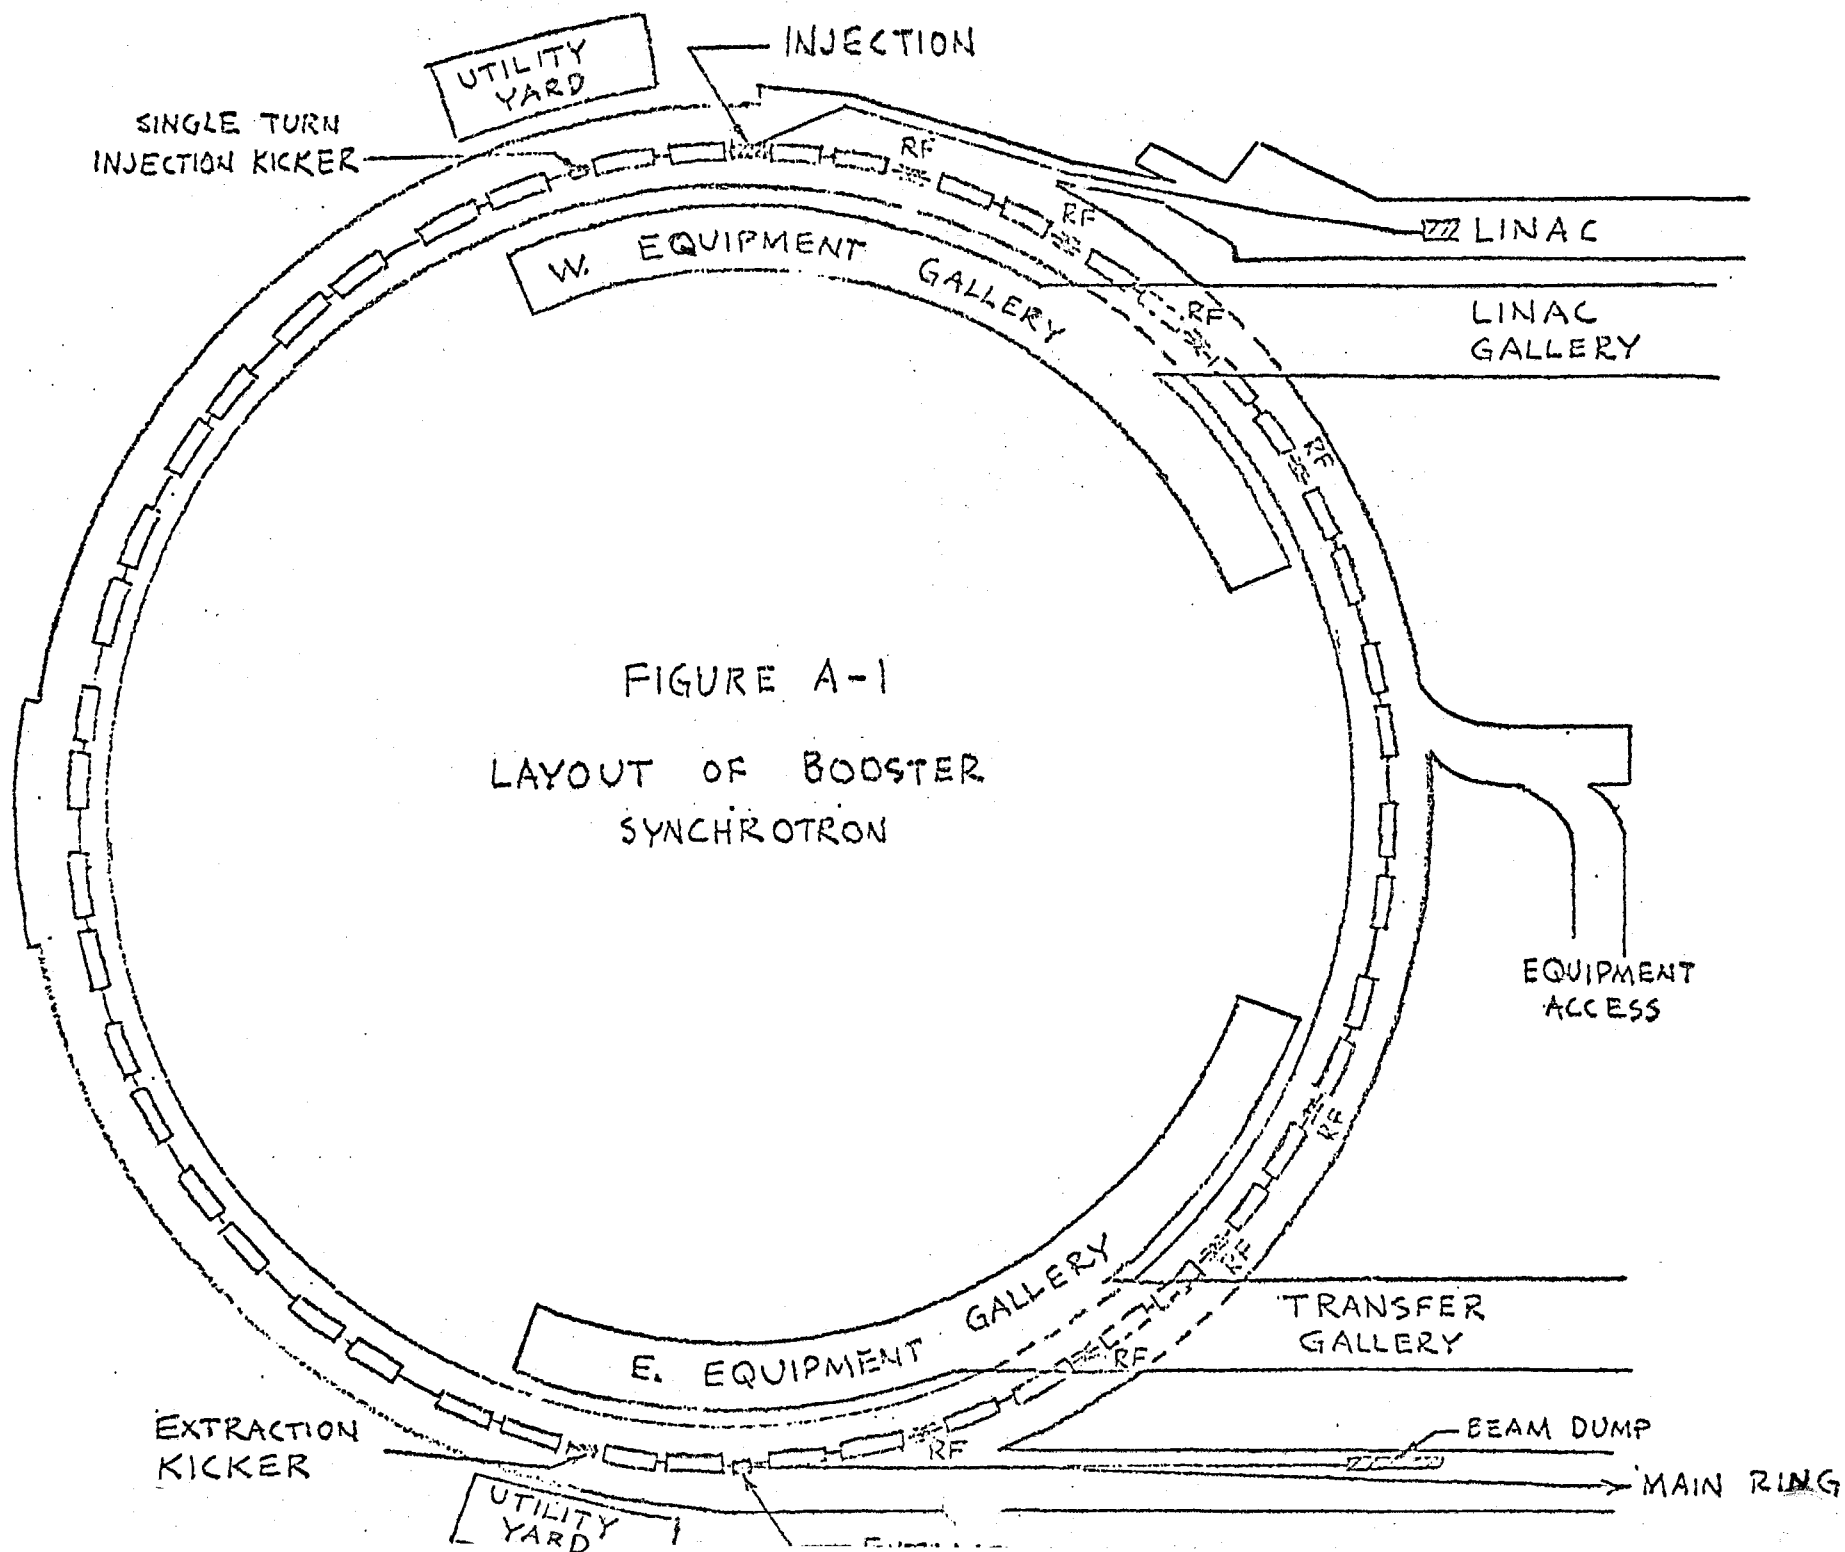 INJECTION
UTILITY
YARD
SINGLE TURN
INJECTION KICKER
RF
RF
LINAC
W. EQUIPMENT GALLERY
RF
LINAC
GALLERY
RF
FIGURE A-1
LAYOUT OF BOOSTER
SYNCHROTRON
EQUIPMENT
ACCESS
RF
RF
TRANSFER
GALLERY
E. EQUIPMENT GALLERY
RF
EXTRACTION
KICKER
RF
BEAM DUMP
MAIN RING
UTILITY
YARD